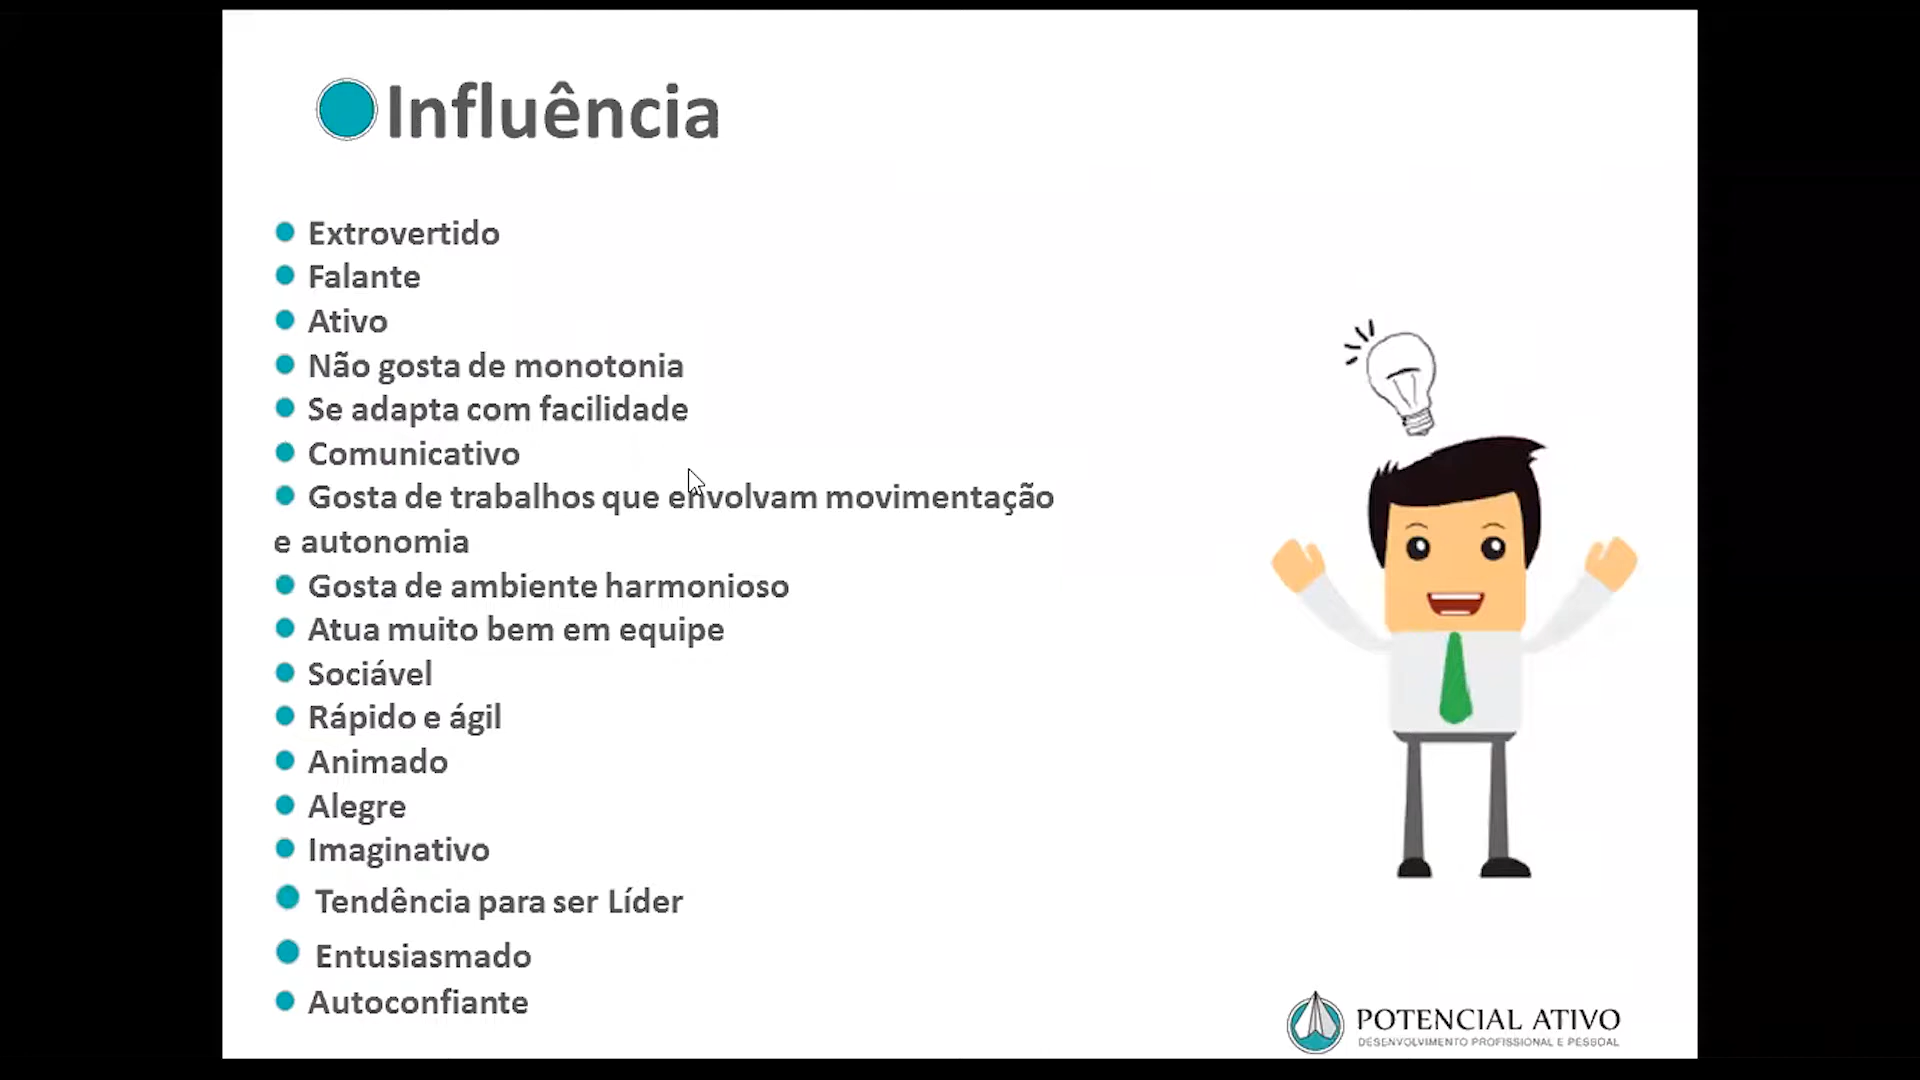 Influência
Extrovertido
Falante
Ativo
Não gosta de monotonia
Se adapta com facilidade
Comunicativo
Gosta de trabalhos que envolvam movimentação
e autonomia
Gosta de ambiente harmonioso
Atua muito bem em equipe
Sociável
Rápido e ágil
Animado
Alegre
Imaginativo
Tendência para ser Líder
Entusiasmado
Autoconfiante
POTENCIAL ATIVO
DESENVOLVIMENTO PROFISSIONAL E PESSOAL